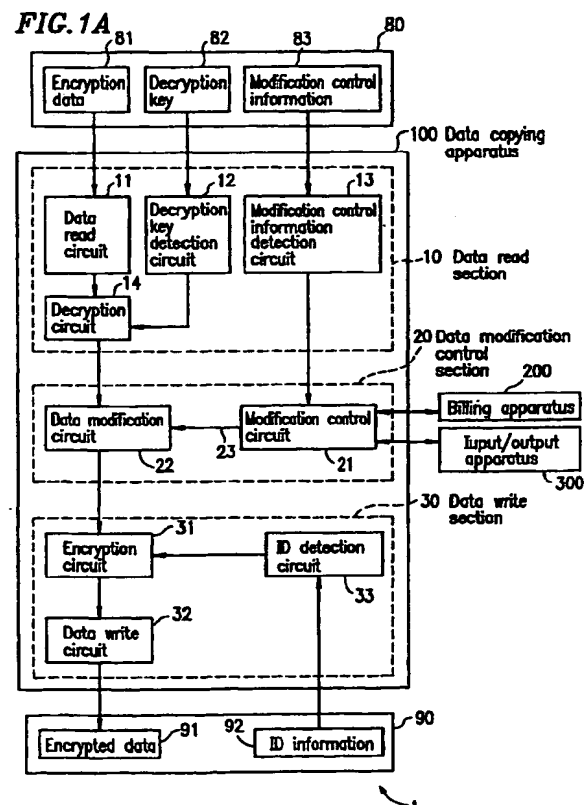 FIG. 1A
81
82
83
80
Encryption
data
Decryption
key
Modification control
information
100 Data copying
apparatus
11
12
13
Data
read
circuit
Decryption
key
detection
circuit
Modification control
information detection
circuit
10 Data read
section
14
Decryption
circuit
20 Data modification
control
section
200
Billing apparatus
Data modification
circuit
Modification control
circuit
23
22
21
Input/output
apparatus
300
30 Data write
section
31
Encryption
circuit
ID detection
circuit
33
32
Data write
circuit
90
91
92
Encrypted data
ID information
1